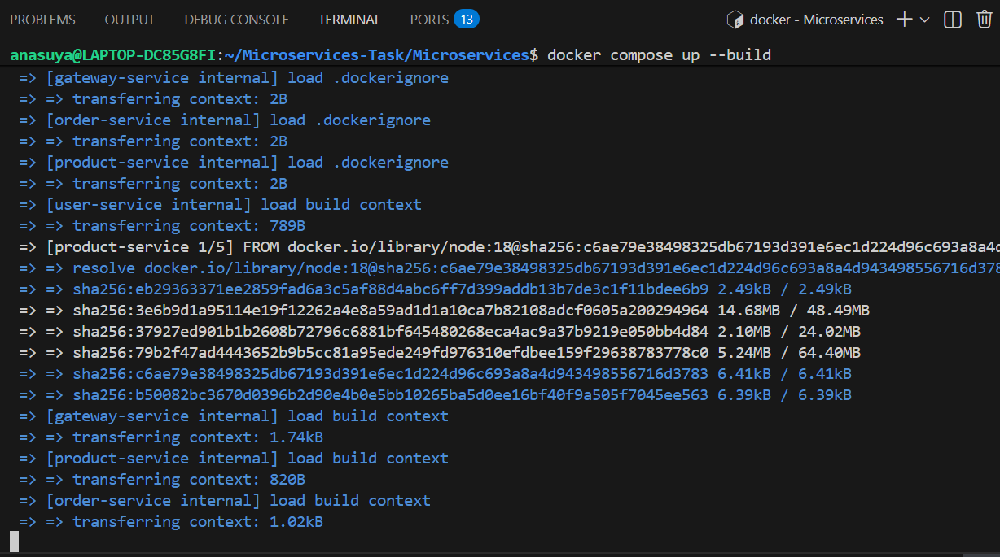 PROBLEMS OUTPUT DEBUG CONSOLE TERMINAL PORTS 13 docker - Microservices
anasuya@LAPTOP-DC85G8FI:~/Microservices-Task/Microservices$ docker compose up --build
=> [gateway-service internal] load .dockerignore
=> => transferring context: 2B
=> [order-service internal] load .dockerignore
=> => transferring context: 2B
=> [product-service internal] load .dockerignore
=> => transferring context: 2B
=> [user-service internal] load build context
=> => transferring context: 789B
=> [product-service 1/5] FROM docker.io/library/node:18@sha256:c6ae79e38498325db67193d391e6ec1d224d96c693a8a4d
=> => resolve docker.io/library/node:18@sha256:c6ae79e38498325db67193d391e6ec1d224d96c693a8a4d943498556716d378
=> => sha256:eb29363371ee2859fad6a3c5af88d4abc6ff7d399addb13b7de3c1f11bdee6b9 2.49kB / 2.49kB
=> => sha256:3e6b9d1a95114e19f12262a4e8a59ad1d1a10ca7b82108adcf0605a200294964 14.68MB / 48.49MB
=> => sha256:37927ed901b1b2608b72796c6881bf645480268eca4ac9a37b9219e050bb4d84 2.10MB / 24.02MB
=> => sha256:79b2f47ad4443652b9b5cc81a95ede249fd976310efdbee159f29638783778c0 5.24MB / 64.40MB
=> => sha256:c6ae79e38498325db67193d391e6ec1d224d96c693a8a4d943498556716d3783 6.41kB / 6.41kB
=> => sha256:b50082bc3670d0396b2d90e4b0e5bb10265ba5d0ee16bf40f9a505f7045ee563 6.39kB / 6.39kB
=> [gateway-service internal] load build context
=> => transferring context: 1.74kB
=> [product-service internal] load build context
=> => transferring context: 820B
=> [order-service internal] load build context
=> => transferring context: 1.02kB